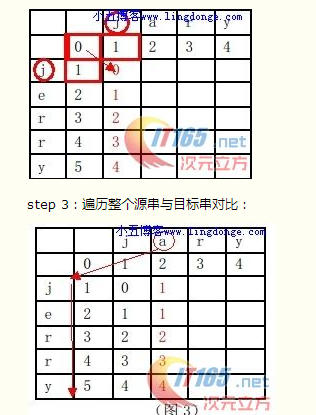 小五博客 www.lingdonge.com
j a r y
0 1 2 3 4
j 1 0
e 2 1
r 3 2
r 4 3
y 5 4
IT165.net
次元立方
step 3：遍历整个源串与目标串对比：
小五博客 www.lingdonge.com
j a r y
0 1 2 3 4
j 1 0 1
e 2 1 1
r 3 2 2
r 4 3 3
y 5 4 4
IT165.net
次元立方
(图 3)